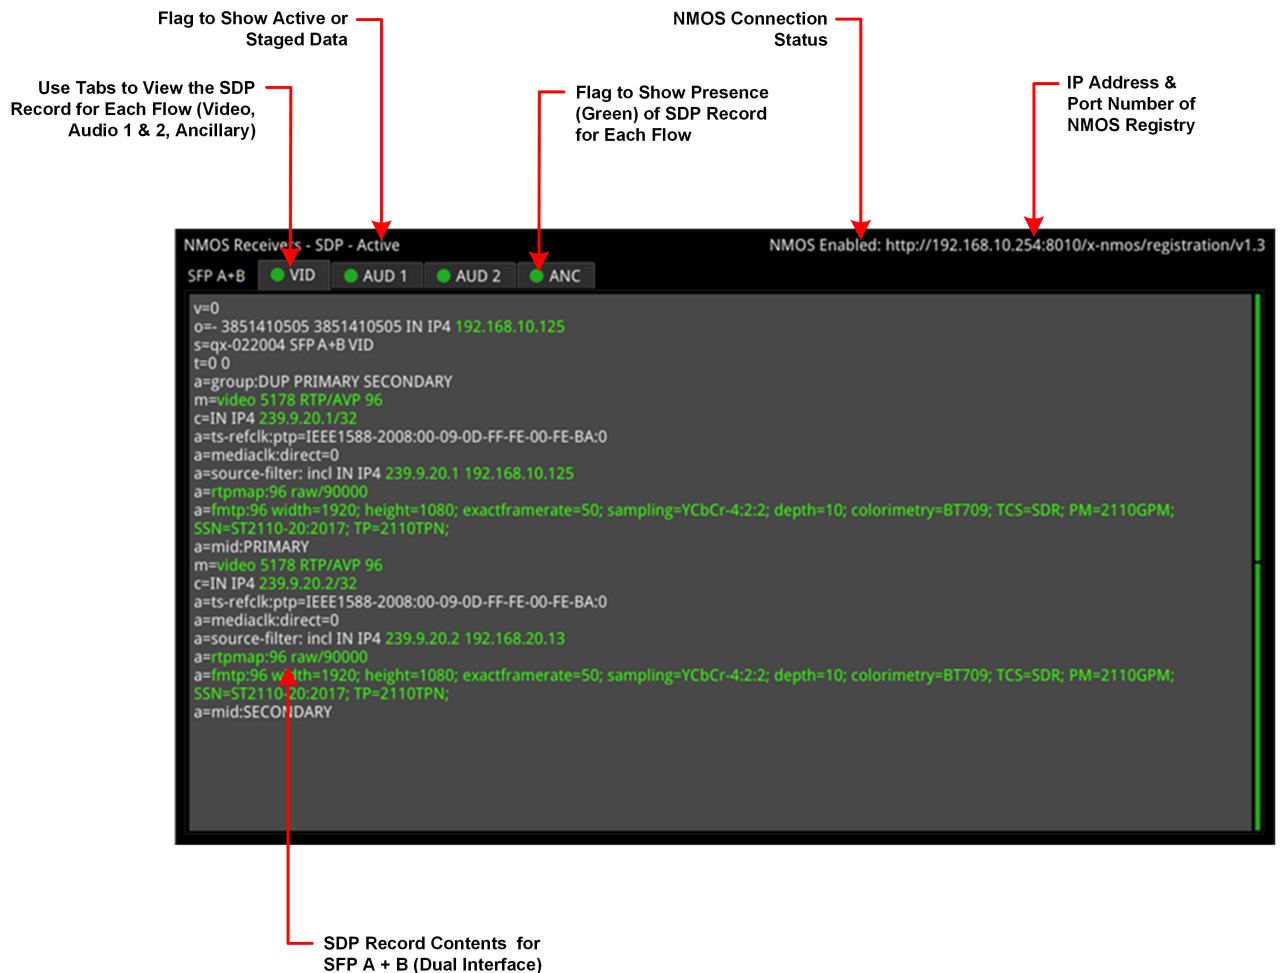 Flag to Show Active or
Staged Data
NMOS Connection
Status
Use Tabs to View the SDP
Record for Each Flow (Video,
Audio 1 & 2, Ancillary)
Flag to Show Presence
(Green) of SDP Record
for Each Flow
IP Address &
Port Number of
NMOS Registry
NMOS Receivers - SDP - Active
NMOS Enabled: http://192.168.10.254:8010/x-nmos/registration/v1.3
SFP A+B VID AUD 1 AUD 2 ANC
v=0
o=- 3851410505 3851410505 IN IP4 192.168.10.125
s=qx-022004 SFP A+B VID
t=0 0
a=group:DUP PRIMARY SECONDARY
m=video 5178 RTP/AVP 96
c=IN IP4 239.9.20.1/32
a=ts-refclk:ptp=IEEE1588-2008:00-09-0D-FF-FE-00-FE-BA:0
a=mediaclk:direct=0
a=source-filter: incl IN IP4 239.9.20.1 192.168.10.125
a=rtpmap:96 raw/90000
a=fmtp:96 width=1920; height=1080; exactframerate=50; sampling=YCbCr-4:2:2; depth=10; colorimetry=BT709; TCS=SDR; PM=2110GPM;
SSN=ST2110-20:2017; TP=2110TPN;
a=mid:PRIMARY
m=video 5178 RTP/AVP 96
c=IN IP4 239.9.20.2/32
a=ts-refclk:ptp=IEEE1588-2008:00-09-0D-FF-FE-00-FE-BA:0
a=mediaclk:direct=0
a=source-filter: incl IN IP4 239.9.20.2 192.168.20.13
a=rtpmap:96 raw/90000
a=fmtp:96 width=1920; height=1080; exactframerate=50; sampling=YCbCr-4:2:2; depth=10; colorimetry=BT709; TCS=SDR; PM=2110GPM;
SSN=ST2110-20:2017; TP=2110TPN;
a=mid:SECONDARY
SDP Record Contents for
SFP A + B (Dual Interface)